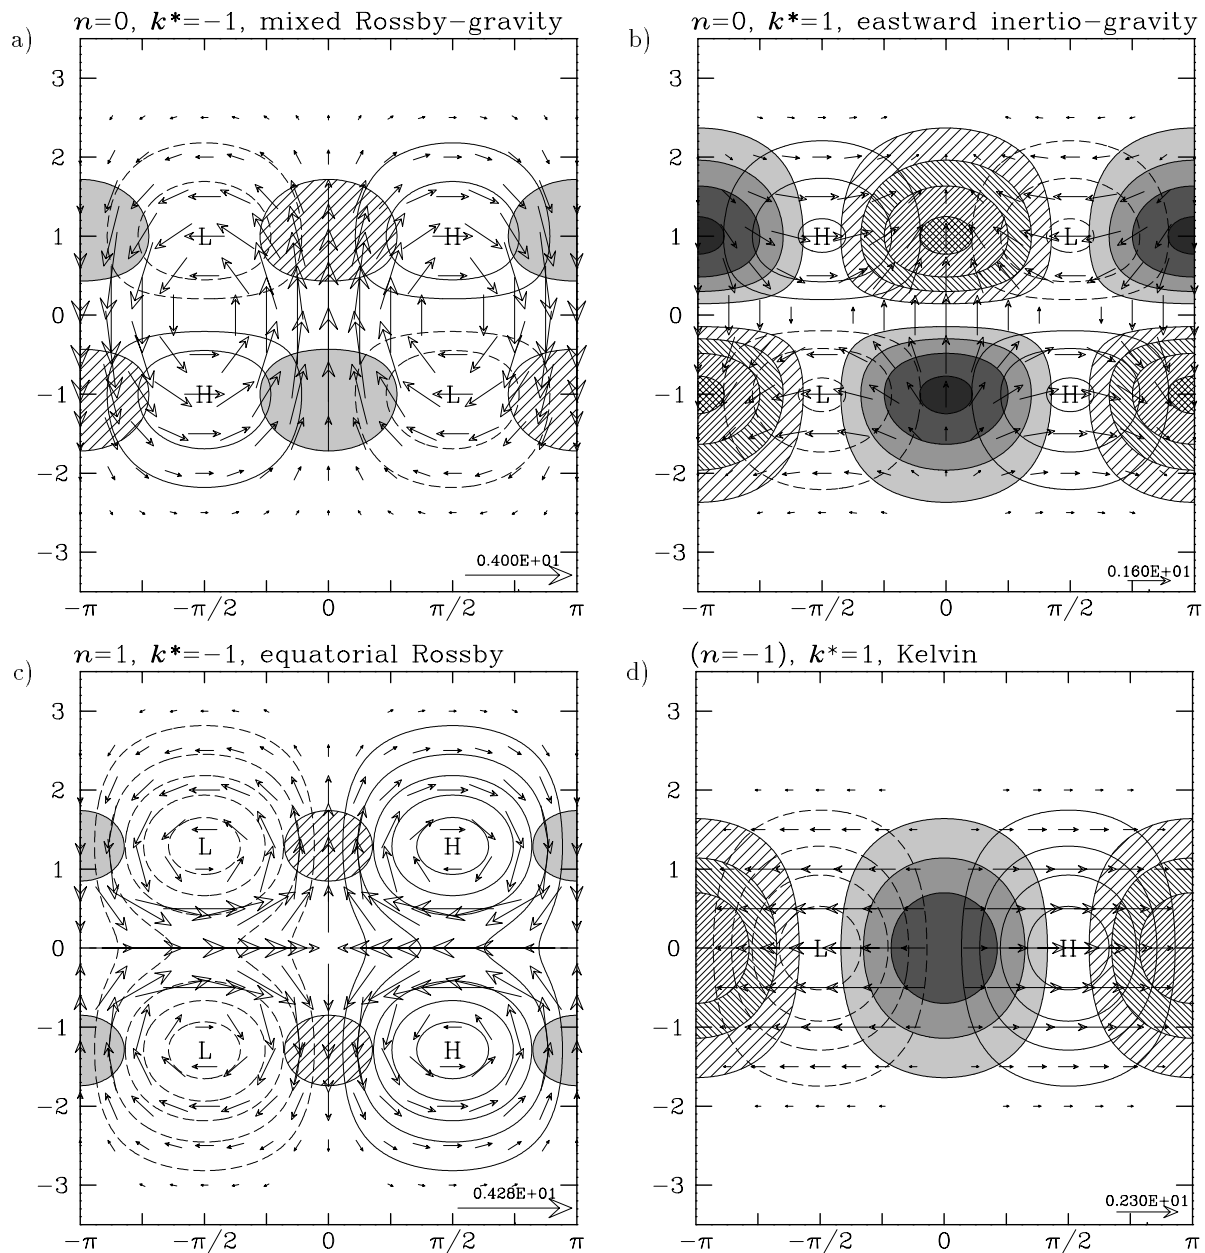 a) n=0, k*=−1, mixed Rossby−gravity
3
2
1
0
−1
−2
−3
L H
H L
0.400E+01
−π −π/2 0 π/2 π
b) n=0, k*=1, eastward inertio−gravity
3
2
1
0
−1
−2
−3
H L
L H
0.160E+01
−π −π/2 0 π/2 π
c) n=1, k*=−1, equatorial Rossby
3
2
1
0
−1
−2
−3
L H
L H
0.428E+01
−π −π/2 0 π/2 π
d) (n=−1), k*=1, Kelvin
3
2
1
0
−1
−2
−3
L H
0.230E+01
−π −π/2 0 π/2 π